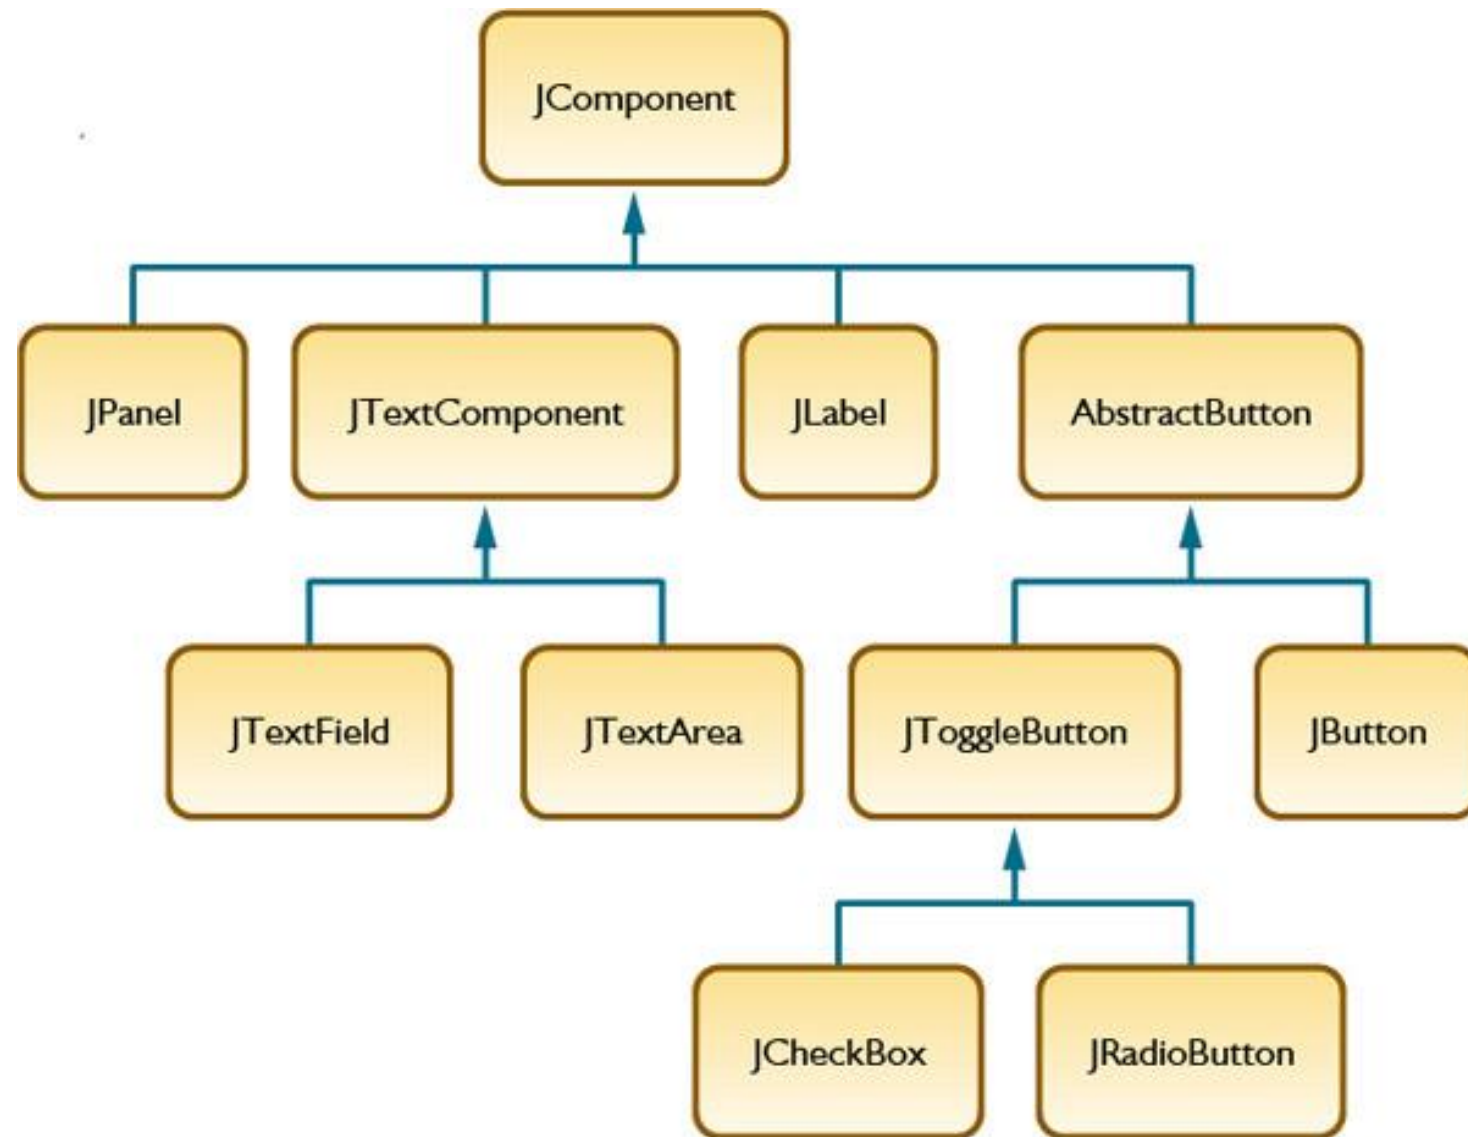 JComponent
JPanel
JTextComponent
JLabel
AbstractButton
JTextField
JTextArea
JToggleButton
JButton
JCheckBox
JRadioButton